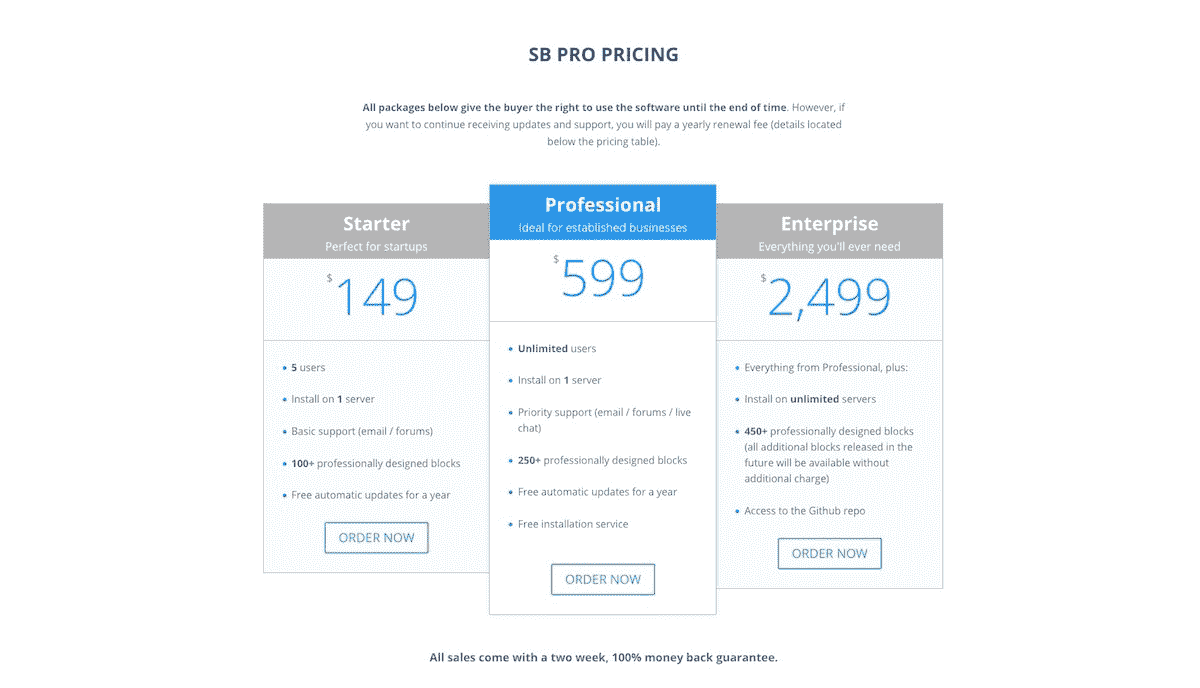 SB PRO PRICING
All packages below give the buyer the right to use the software until the end of time. However, if
you want to continue receiving updates and support, you will pay a yearly renewal fee (details located
below the pricing table).
Starter
Perfect for startups
$149
5 users
Install on 1 server
Basic support (email / forums)
100+ professionally designed blocks
Free automatic updates for a year
ORDER NOW
Professional
Ideal for established businesses
$599
Unlimited users
Install on 1 server
Priority support (email / forums / live
chat)
250+ professionally designed blocks
Free automatic updates for a year
Free installation service
ORDER NOW
Enterprise
Everything you'll ever need
$2,499
Everything from Professional, plus:
Install on unlimited servers
450+ professionally designed blocks
(all additional blocks released in the
future will be available without
additional charge)
Access to the Github repo
ORDER NOW
All sales come with a two week, 100% money back guarantee.